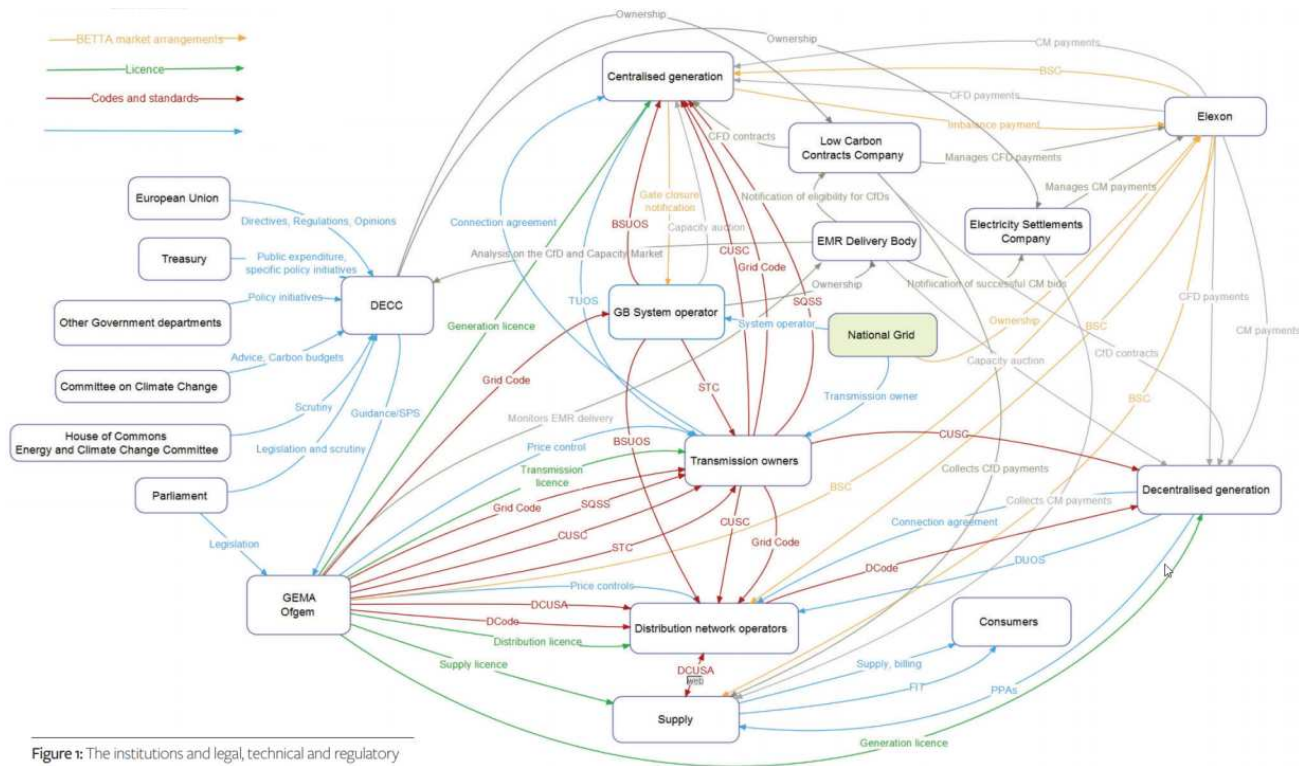 Ownership
BETTA market arrangements
Ownership
CM payments
Licence
Centralised generation
BSC
Codes and standards
CFD payments
Elexon
Imbalance payment
CFD contracts
Low Carbon
Contracts Company
Manages CFD payments
European Union
Manages CM payments
Gate closure
notification
Notification of eligibility for CfDs
Directives, Regulations, Opinions
Connection agreement
BSUOS
Capacity auction
Electricity Settlements
Company
EMR Delivery Body
CUSC
Treasury
Public expenditure,
specific policy initiatives
Analysis on the CfD and Capacity Market
Grid Code
Policy initiatives
DECC
Ownership
Notification of successful CM bids
TUOS
SQSS
CFD payments
Other Government departments
GB System operator
System operator
Generation licence
National Grid
Ownership
BSC
CM payments
Advice, Carbon budgets
CfD contracts
Capacity auction
Committee on Climate Change
Grid Code
STC
Transmission owner
BSC
Scrutiny
Guidance/SPS
Monitors EMR delivery
House of Commons
Energy and Climate Change Committee
Price control
BSUOS
CUSC
Legislation and scrutiny
Transmission owners
Transmission
licence
Collects CfD payments
Parliament
BSC
Decentralised generation
Grid Code
SQSS
Collects CM payments
CUSC
CUSC
Connection agreement
Legislation
STC
Grid Code
DUOS
DCode
Price controls
GEMA
Ofgem
DCUSA
DCode
Distribution network operators
Consumers
Distribution licence
Supply licence
DCUSA
web
Supply, billing
FIT
PPAs
Supply
Generation licence
Figure 1: The institutions and legal, technical and regulatory